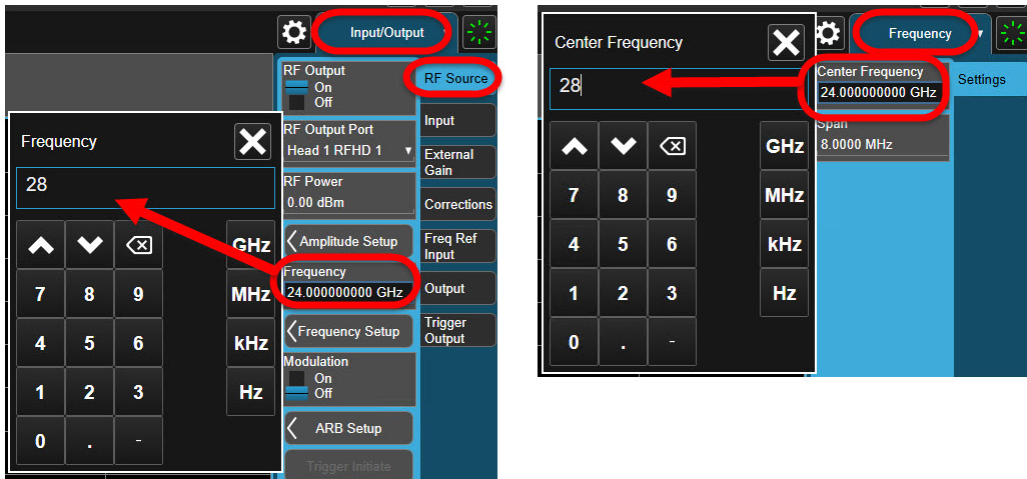 Input/Output
RF Output
On
Off
RF Source
RF Output Port
Head 1 RFHD 1
Input
External
Gain
RF Power
0.00 dBm
Corrections
Amplitude Setup
Freq Ref
Input
Frequency
24.000000000 GHz
Output
Frequency Setup
Trigger
Output
Modulation
On
Off
ARB Setup
Trigger Initiate
Frequency
28
GHz
7 8 9 MHz
4 5 6 kHz
1 2 3 Hz
0 . -
Frequency
Center Frequency
24.000000000 GHz
Settings
Span
8.0000 MHz
Center Frequency
28
GHz
7 8 9 MHz
4 5 6 kHz
1 2 3 Hz
0 . -